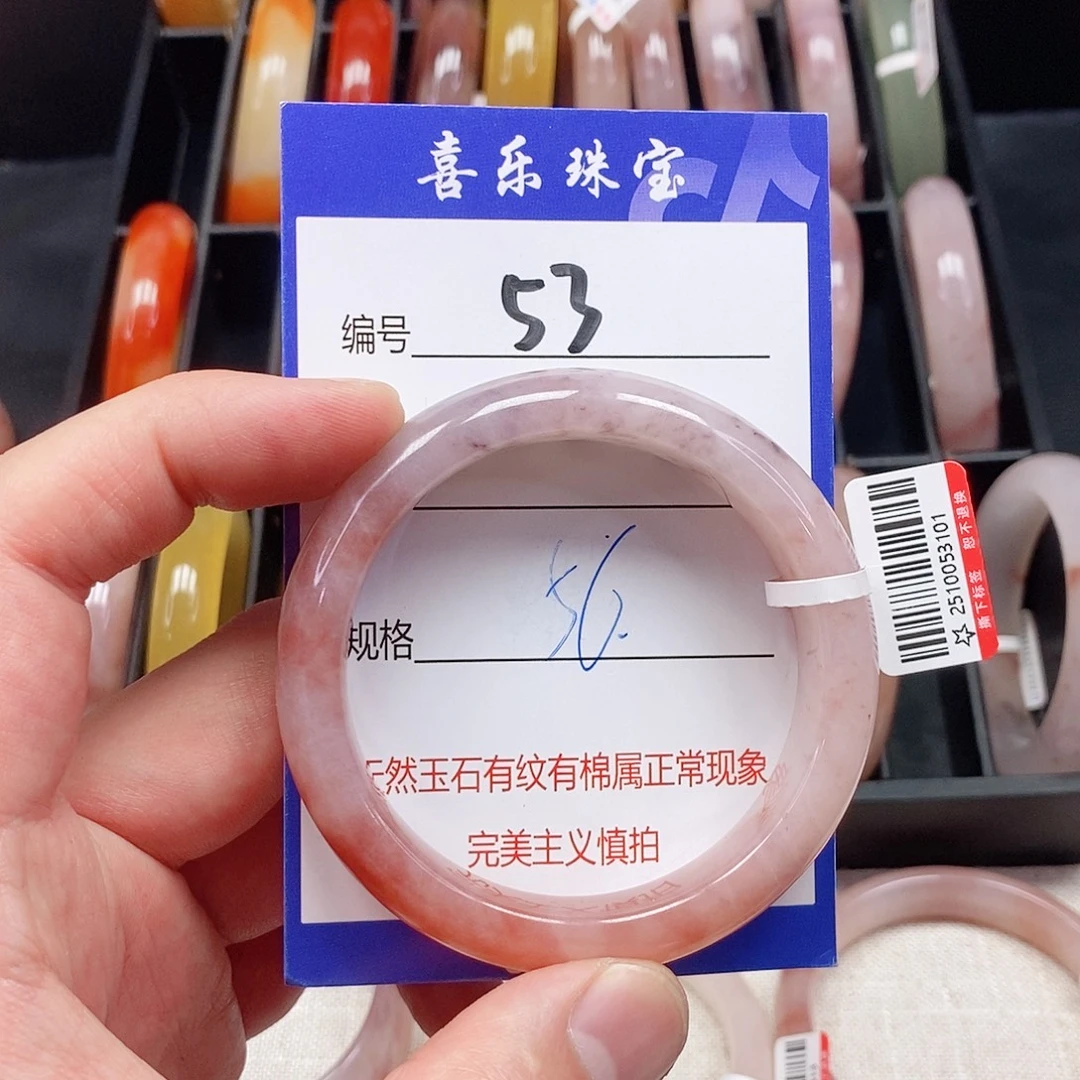 喜乐珠宝
编号 53
规格 56.
天然玉石有纹有棉属正常现象
完美主义慎拍
2510053101
撕下标签 恕不退换